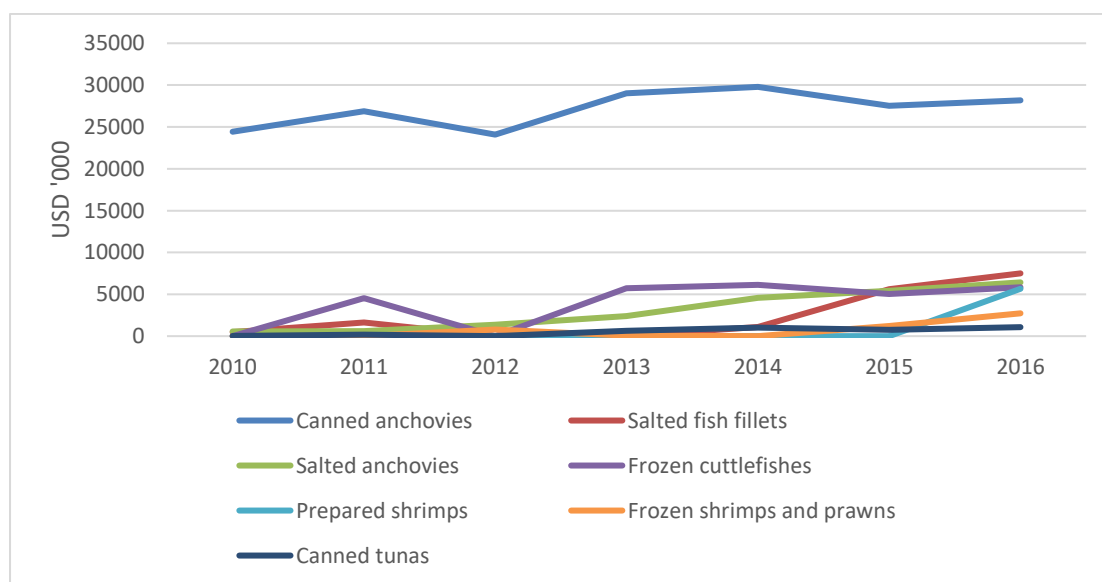 35000
30000
25000
20000
15000
10000
5000
0
USD '000
2010 2011 2012 2013 2014 2015 2016
Canned anchovies Salted fish fillets
Salted anchovies Frozen cuttlefishes
Prepared shrimps Frozen shrimps and prawns
Canned tunas